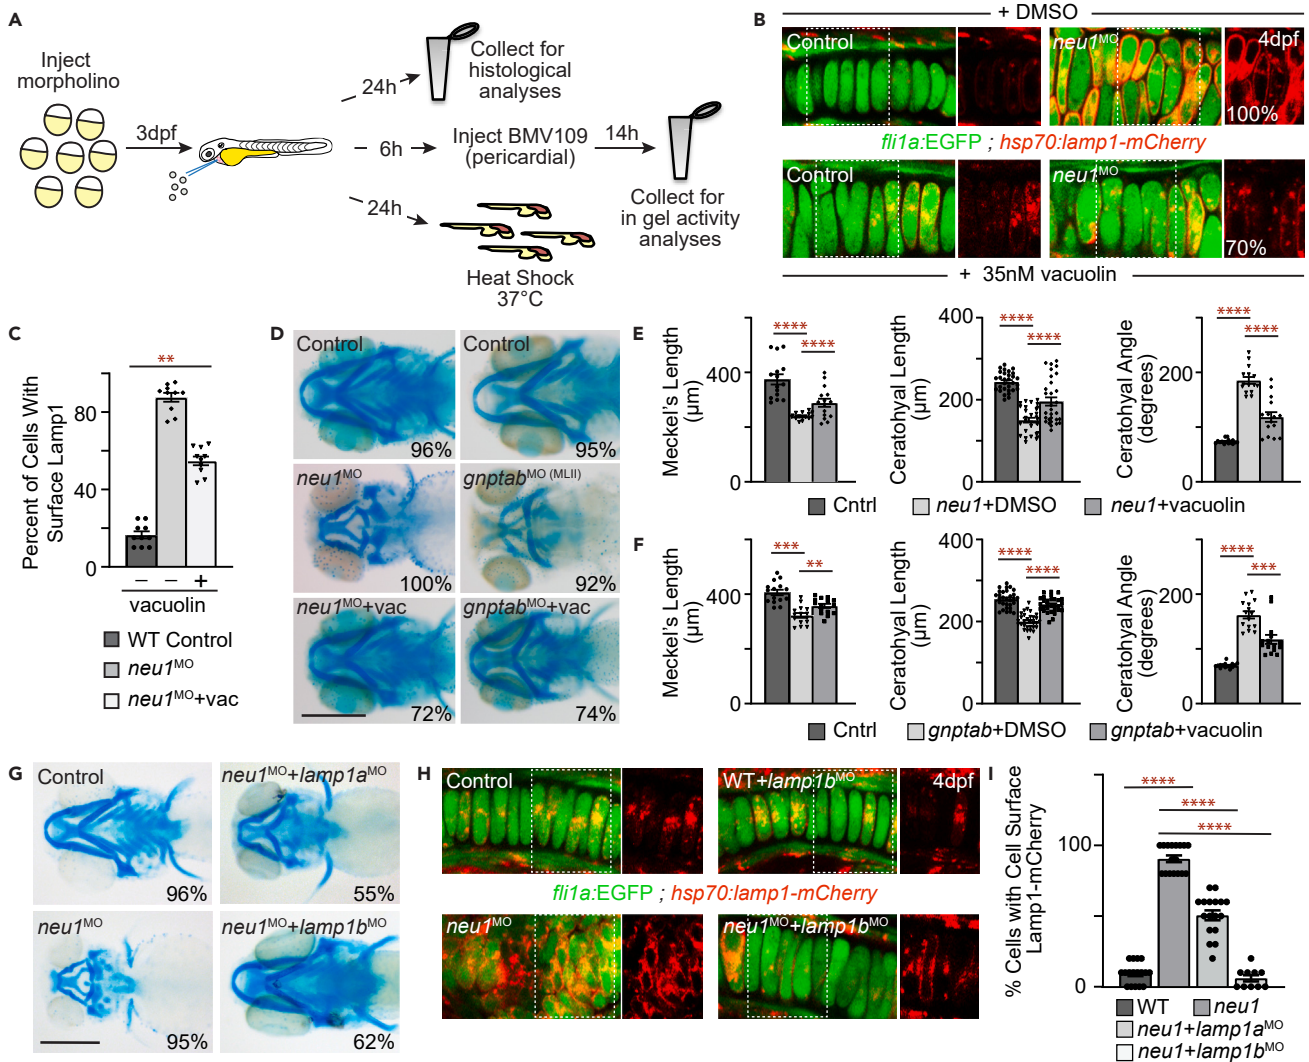 A
Inject
morpholino
3dpf
24h
Collect for
histological
analyses
6h
Inject BMV109
(pericardial)
14h
Collect for
in gel activity
analyses
24h
Heat Shock
37°C
B
+ DMSO
Control
neu1MO
4dpf
100%
fli1a:EGFP ; hsp70:lamp1-mCherry
Control
neu1MO
70%
+ 35nM vacuolin
C
Percent of Cells With
Surface Lamp1
**
80
40
0
– – +
vacuolin
WT Control
neu1MO
neu1MO+vac
D
Control
96%
Control
95%
neu1MO
100%
gnptabMO (MLII)
92%
neu1MO+vac
72%
gnptabMO+vac
74%
E
Meckel's Length
(μm)
400
0
****
****
Ceratohyal Length
(μm)
400
200
0
****
****
Ceratohyal Angle
(degrees)
200
0
****
****
Cntrl neu1+DMSO neu1+vacuolin
F
Meckel's Length
(μm)
400
0
***
**
Ceratohyal Length
(μm)
400
200
0
****
****
Ceratohyal Angle
(degrees)
200
0
****
***
Cntrl gnptab+DMSO gnptab+vacuolin
G
Control
96%
neu1MO+lamp1aMO
55%
neu1MO
95%
neu1MO+lamp1bMO
62%
H
Control
WT+lamp1bMO
4dpf
fli1a:EGFP ; hsp70:lamp1-mCherry
neu1MO
neu1MO+lamp1bMO
I
% Cells with Cell Surface
Lamp1-mCherry
100
0
****
****
****
WT neu1
neu1+lamp1aMO
neu1+lamp1bMO